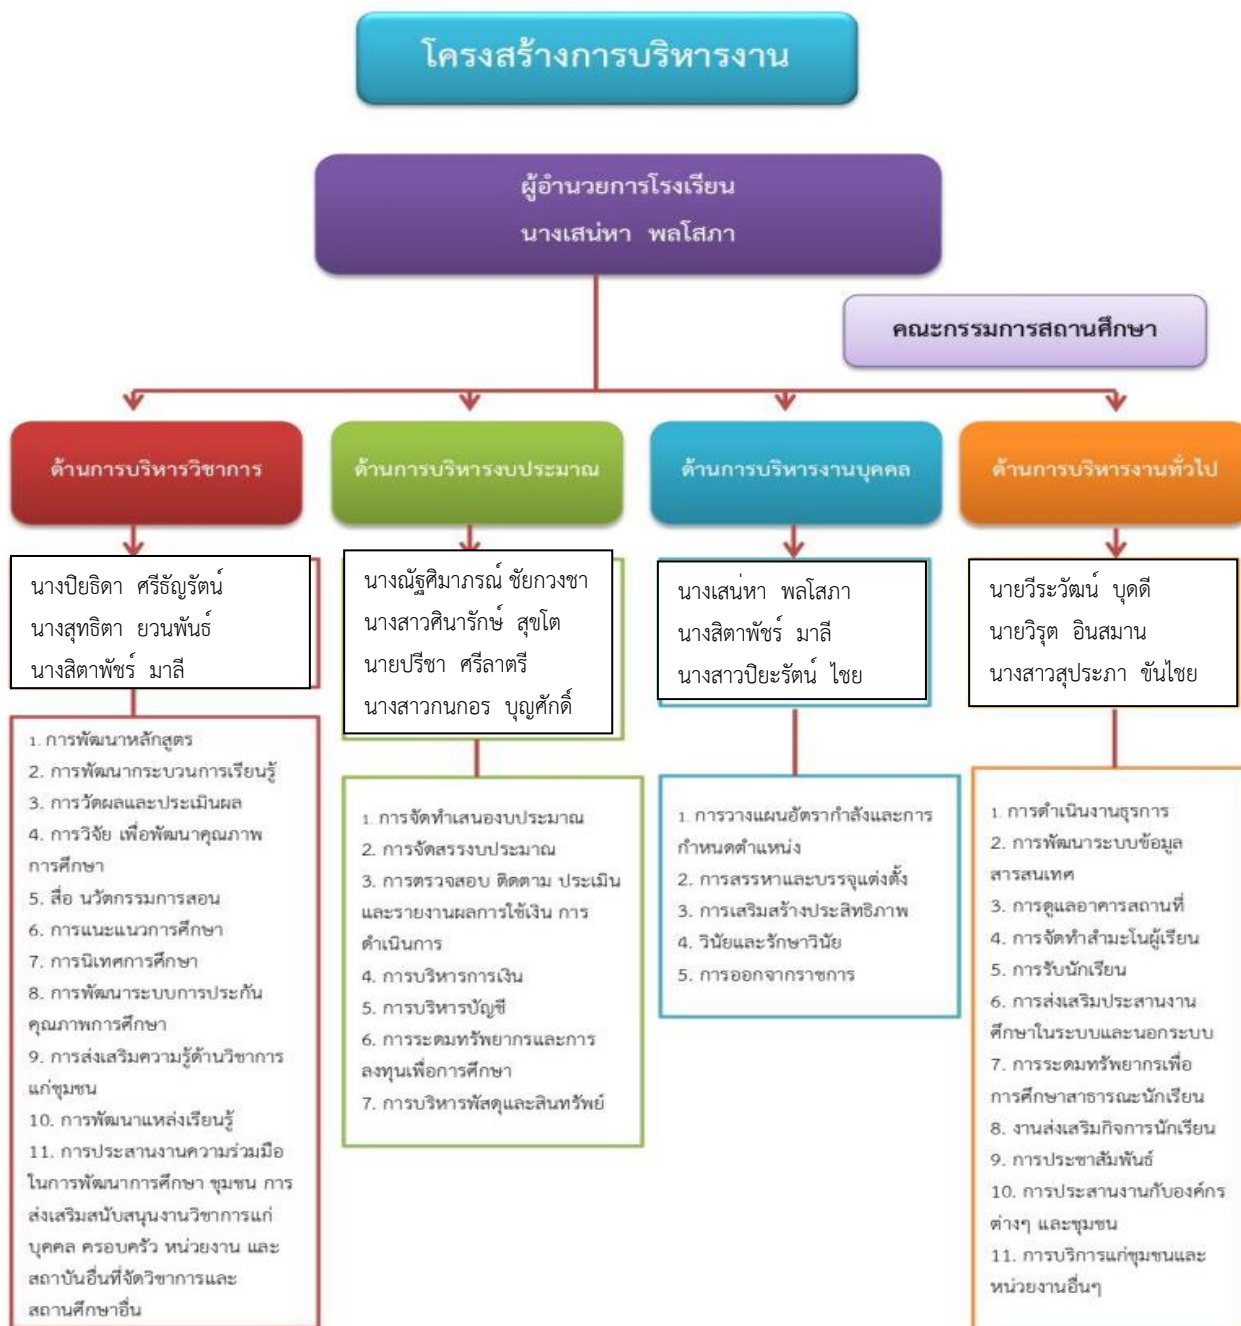 โครงสร้างการบริหารงาน
ผู้อำนวยการโรงเรียน
นางเสน่หา พลโสภา
คณะกรรมการสถานศึกษา
ด้านการบริหารวิชาการ
นางปิยธิดา ศรีธัญรัตน์
นางสุทธิตา ยวนพันธ์
นางสิตาพัชร์ มาลี
1. การพัฒนาหลักสูตร
2. การพัฒนากระบวนการเรียนรู้
3. การวัดผลและประเมินผล
4. การวิจัย เพื่อพัฒนาคุณภาพ
การศึกษา
5. สื่อ นวัตกรรมการสอน
6. การแนะแนวการศึกษา
7. การนิเทศการศึกษา
8. การพัฒนาระบบการประกัน
คุณภาพการศึกษา
9. การส่งเสริมความรู้ด้านวิชาการ
แก่ชุมชน
10. การพัฒนาแหล่งเรียนรู้
11. การประสานงานความร่วมมือ
ในการพัฒนาการศึกษา ชุมชน การ
ส่งเสริมสนับสนุนงานวิชาการแก่
บุคคล ครอบครัว หน่วยงาน และ
สถาบันอื่นที่จัดวิชาการและ
สถานศึกษาอื่น
ด้านการบริหารงบประมาณ
นางณัฐศิมาภรณ์ ชัยกวงชา
นางสาวศินารักษ์ สุขโต
นายปรีชา ศรีลาตรี
นางสาวกนกอร บุญศักดิ์
1. การจัดทำเสนองบประมาณ
2. การจัดสรรงบประมาณ
3. การตรวจสอบ ติดตาม ประเมิน
และรายงานผลการใช้เงิน การ
ดำเนินการ
4. การบริหารการเงิน
5. การบริหารบัญชี
6. การระดมทรัพยากรและการ
ลงทุนเพื่อการศึกษา
7. การบริหารพัสดุและสินทรัพย์
ด้านการบริหารงานบุคคล
นางเสน่หา พลโสภา
นางสิตาพัชร์ มาลี
นางสาวปิยะรัตน์ ไชย
1. การวางแผนอัตรากำลังและการ
กำหนดตำแหน่ง
2. การสรรหาและบรรจุแต่งตั้ง
3. การเสริมสร้างประสิทธิภาพ
4. วินัยและรักษาวินัย
5. การออกจากราชการ
ด้านการบริหารงานทั่วไป
นายวีระวัฒน์ บุดดี
นายวิรุต อินสมาน
นางสาวสุประภา ขันไชย
1. การดำเนินงานธุรการ
2. การพัฒนาระบบข้อมูล
สารสนเทศ
3. การดูแลอาคารสถานที่
4. การจัดทำสำมะโนผู้เรียน
5. การรับนักเรียน
6. การส่งเสริมประสานงาน
ศึกษาในระบบและนอกระบบ
7. การระดมทรัพยากรเพื่อ
การศึกษาสาธารณะนักเรียน
8. งานส่งเสริมกิจการนักเรียน
9. การประชาสัมพันธ์
10. การประสานงานกับองค์กร
ต่างๆ และชุมชน
11. การบริการแก่ชุมชนและ
หน่วยงานอื่นๆ